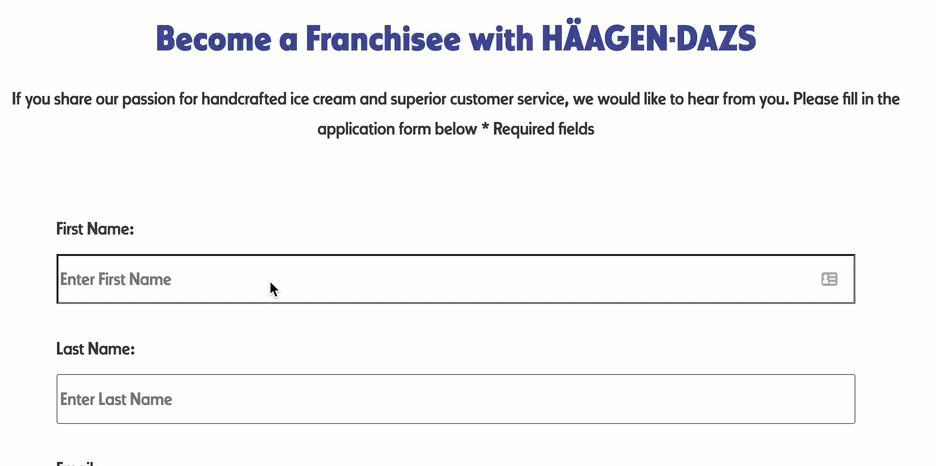 Become a Franchisee with HÄAGEN-DAZS
If you share our passion for handcrafted ice cream and superior customer service, we would like to hear from you. Please fill in the
application form below * Required fields
First Name:
Enter First Name
Last Name:
Enter Last Name